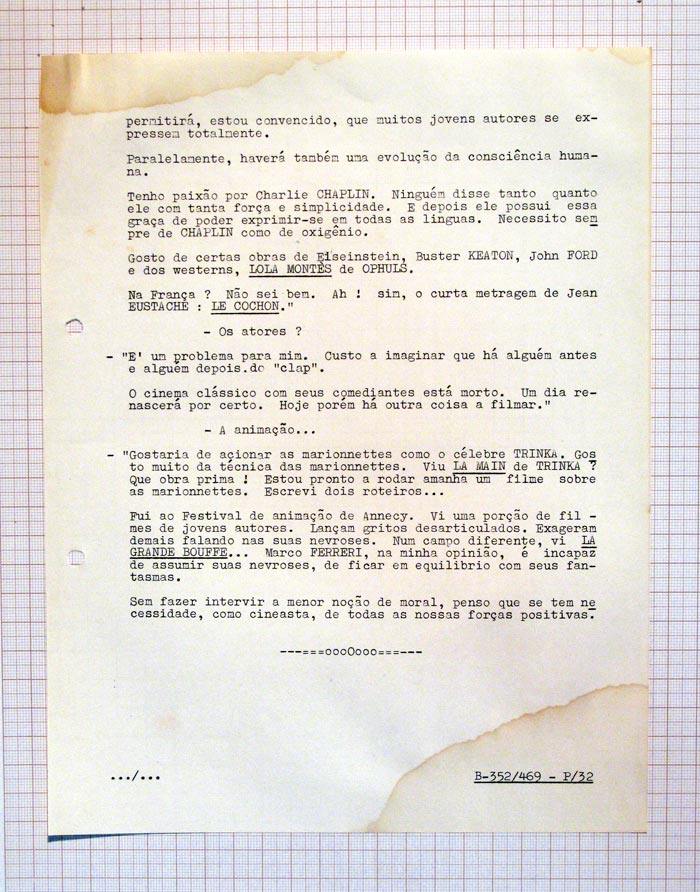 permitirá, estou convencido, que muitos jovens autores se ex-
pressem totalmente.
Paralelamente, haverá também uma evolução da consciência huma-
na.
Tenho paixão por Charlie CHAPLIN. Ninguém disse tanto quanto
ele com tanta força e simplicidade. E depois ele possui essa
graça de poder exprimir-se em todas as linguas. Necessito sem
pre de CHAPLIN como de oxigênio.
Gosto de certas obras de Eiseinstein, Buster KEATON, John FORD
e dos westerns, LOLA MONTÈS de OPHULS.
Na França ? Não sei bem. Ah ! sim, o curta metragem de Jean
EUSTACHE : LE COCHON."
- Os atores ?
- "E' um problema para mim. Custo a imaginar que há alguém antes
e alguém depois.do "clap".
O cinema clássico com seus comediantes está morto. Um dia re-
nascerá por certo. Hoje porém há outra coisa a filmar."
- A animação...
- "Gostaria de açionar as marionnettes como o célebre TRINKA. Gos
to muito da técnica das marionnettes. Viu LA MAIN de TRINKA ?
Que obra prima ! Estou pronto a rodar amanha um filme sobre
as marionnettes. Escrevi dois roteiros...
Fui ao Festival de animação de Annecy. Vi uma porção de fil -
mes de jovens autores. Lançam gritos desarticulados. Exageram
demais falando nas suas nevroses. Num campo diferente, vi LA
GRANDE BOUFFE... Marco FERRERI, na minha opinião, é incapaz
de assumir suas nevroses, de ficar em equilibrio com seus fan-
tasmas.
Sem fazer intervir a menor noção de moral, penso que se tem ne
cessidade, como cineasta, de todas as nossas forças positivas."
---===oooOooo===---
.../...
B-352/469 - P/32